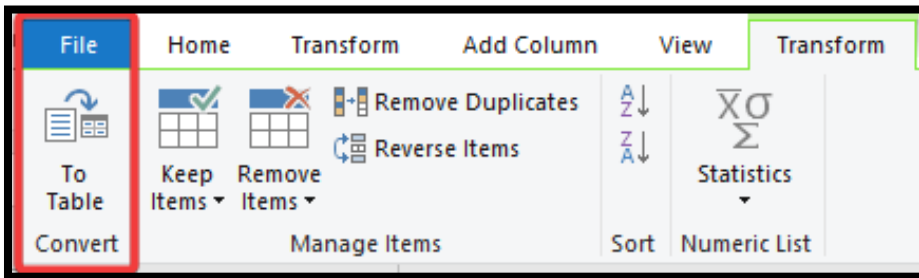 File Home Transform Add Column View Transform
To Table
Keep Items
Remove Items
Remove Duplicates
Reverse Items
A Z
Z A
X̅σ Σ
Statistics
Convert Manage Items Sort Numeric List